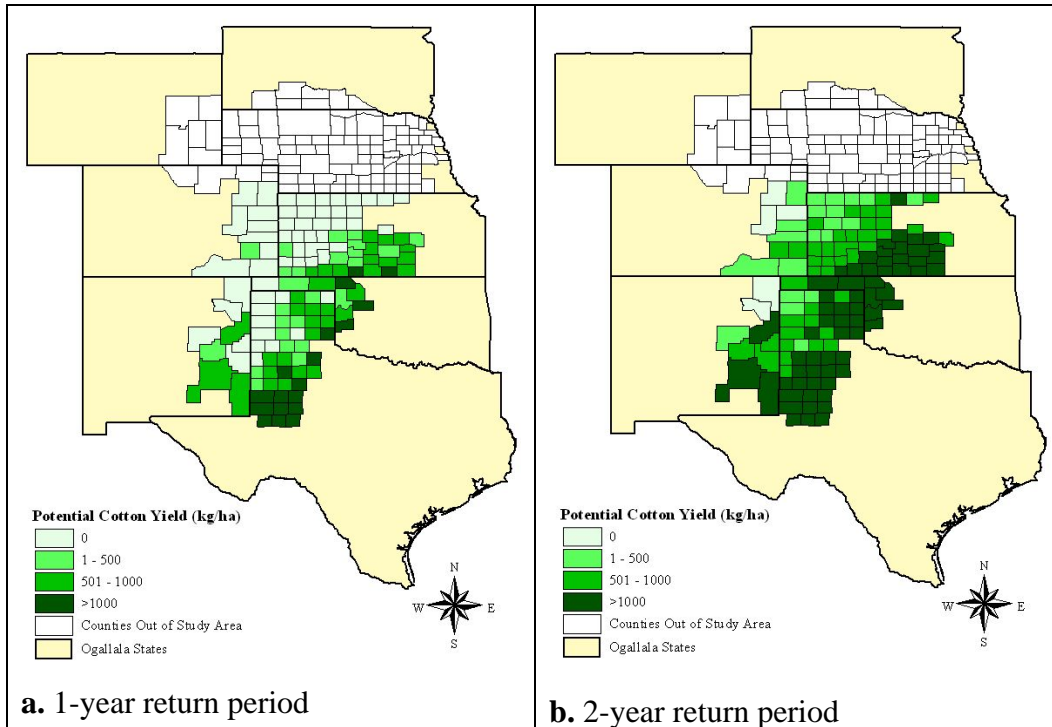 Potential Cotton Yield (kg/ha)
0
1 - 500
501 - 1000
>1000
Counties Out of Study Area
Ogallala States
N
W E
S
a. 1-year return period
Potential Cotton Yield (kg/ha)
0
1 - 500
501 - 1000
>1000
Counties Out of Study Area
Ogallala States
N
W E
S
b. 2-year return period